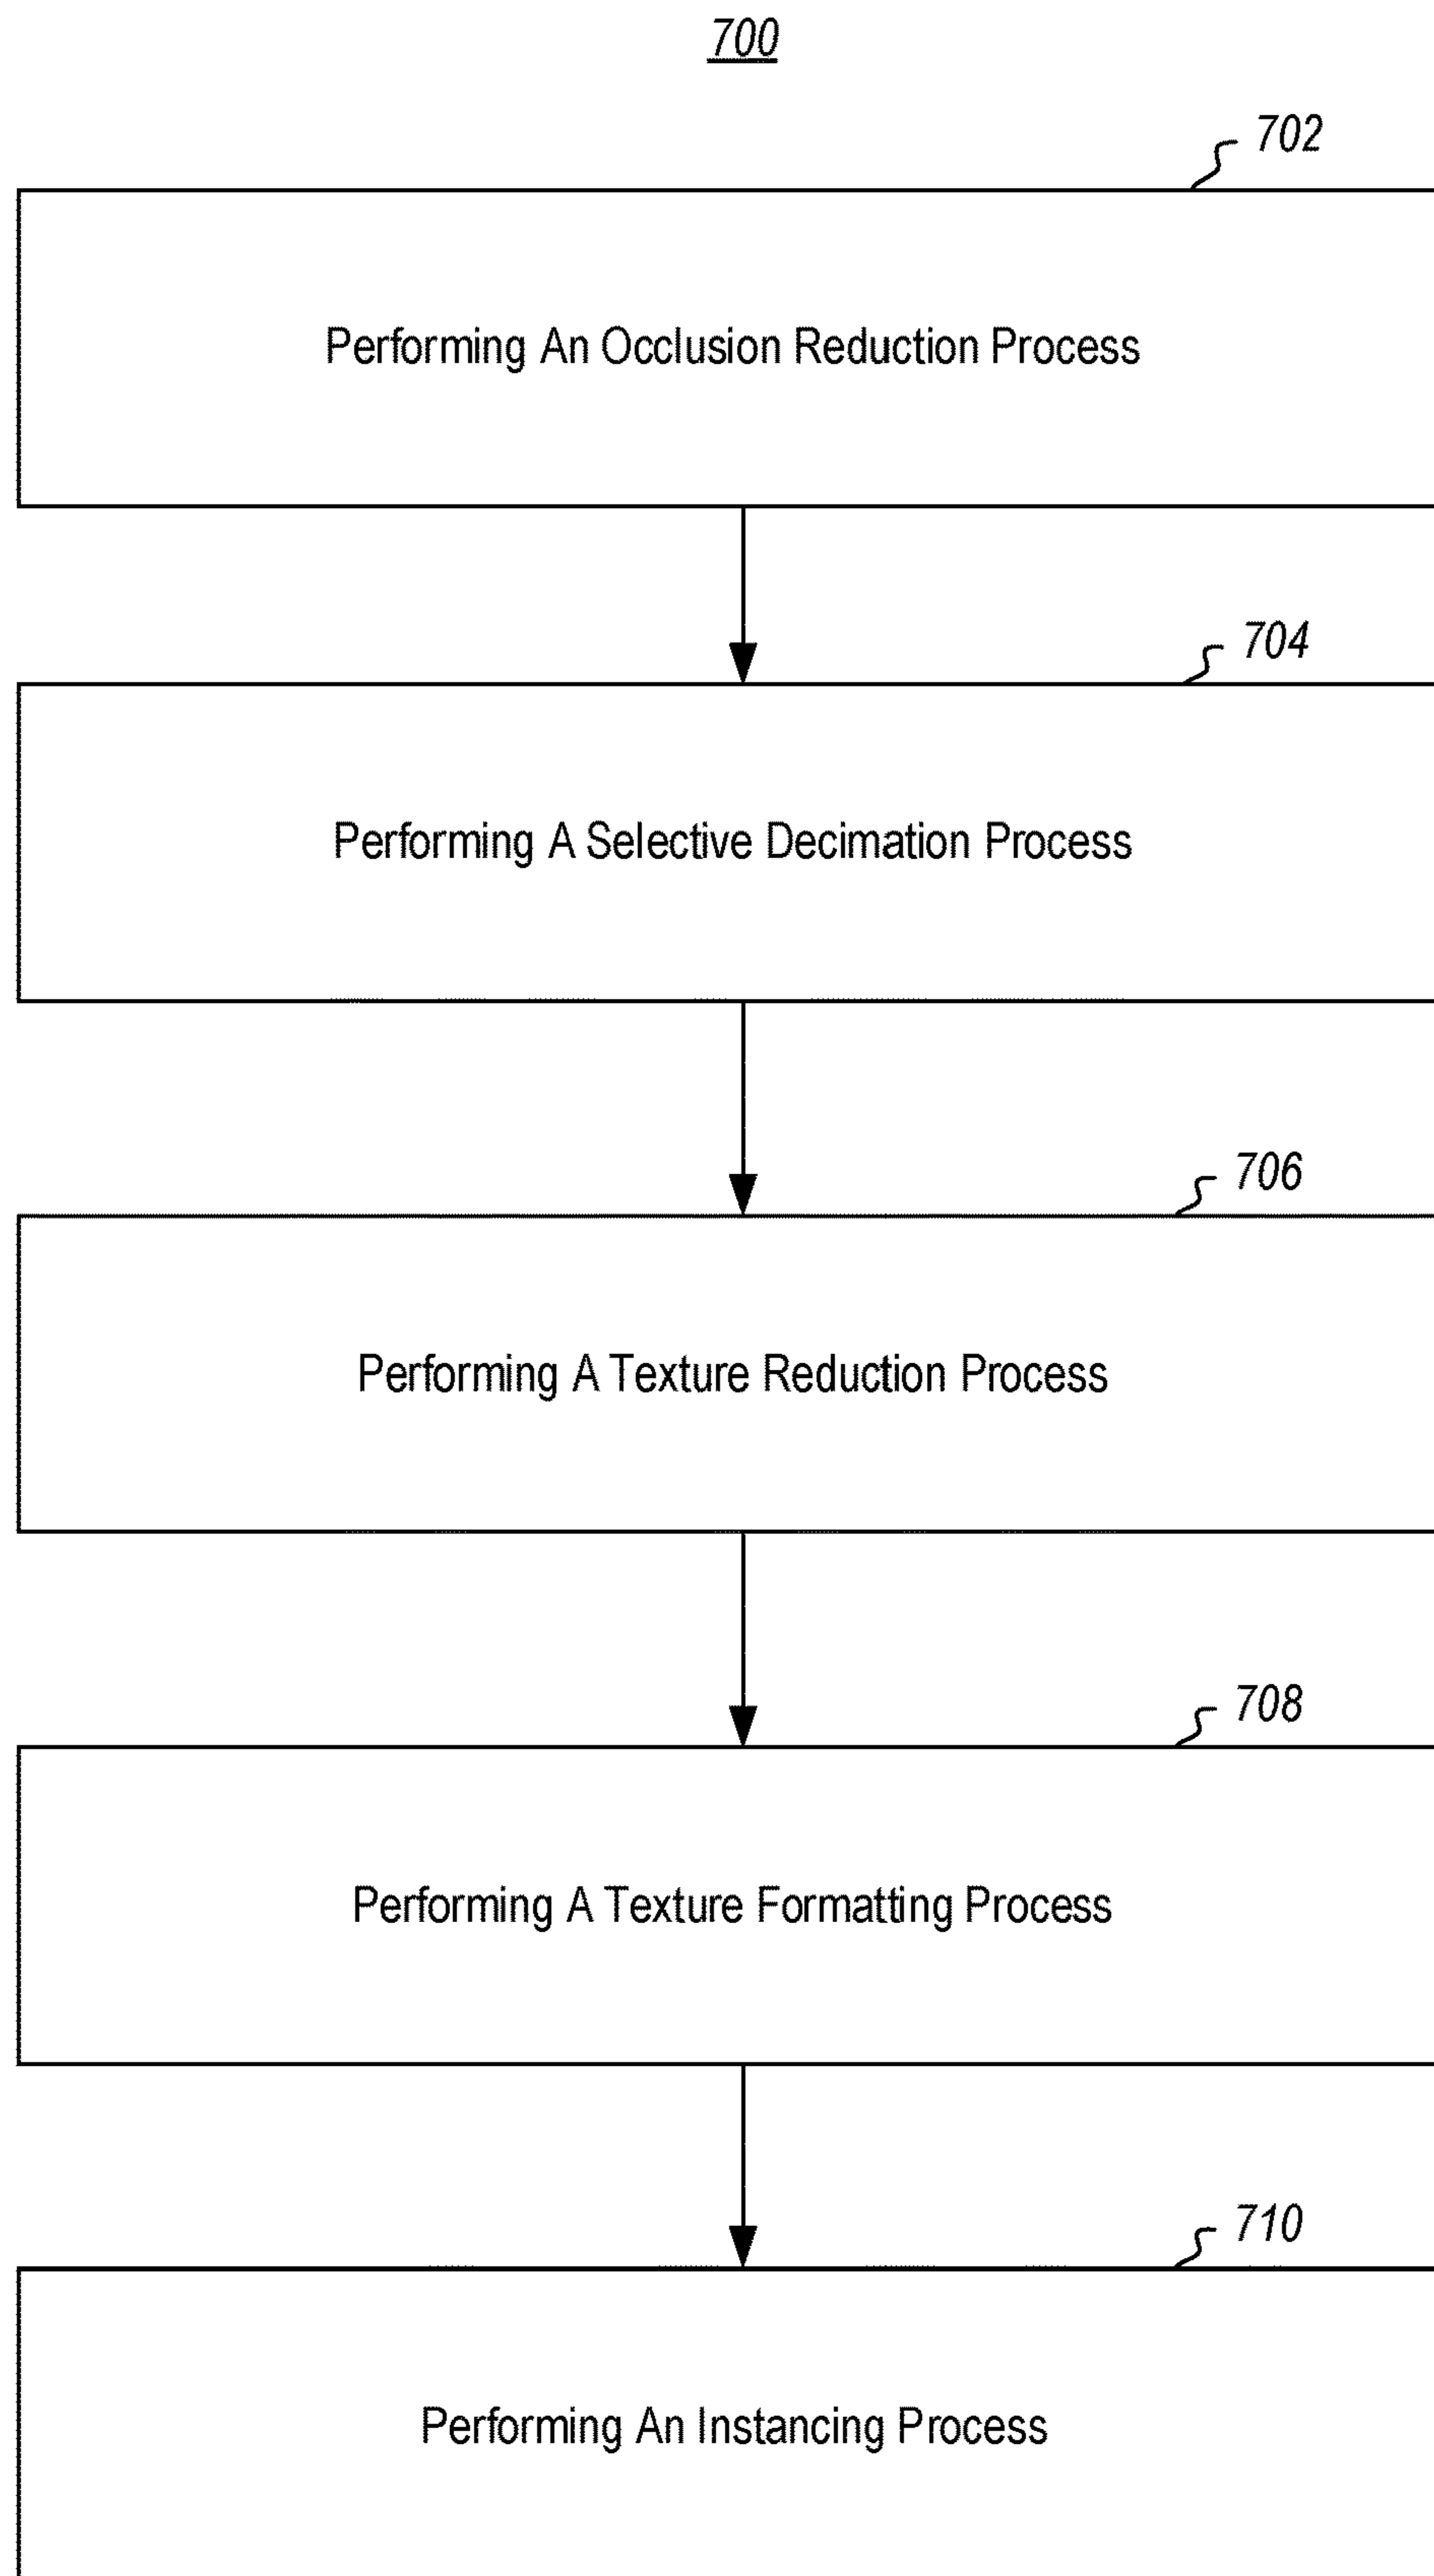 700
702
Performing An Occlusion Reduction Process
704
Performing A Selective Decimation Process
706
Performing A Texture Reduction Process
708
Performing A Texture Formatting Process
710
Performing An Instancing Process